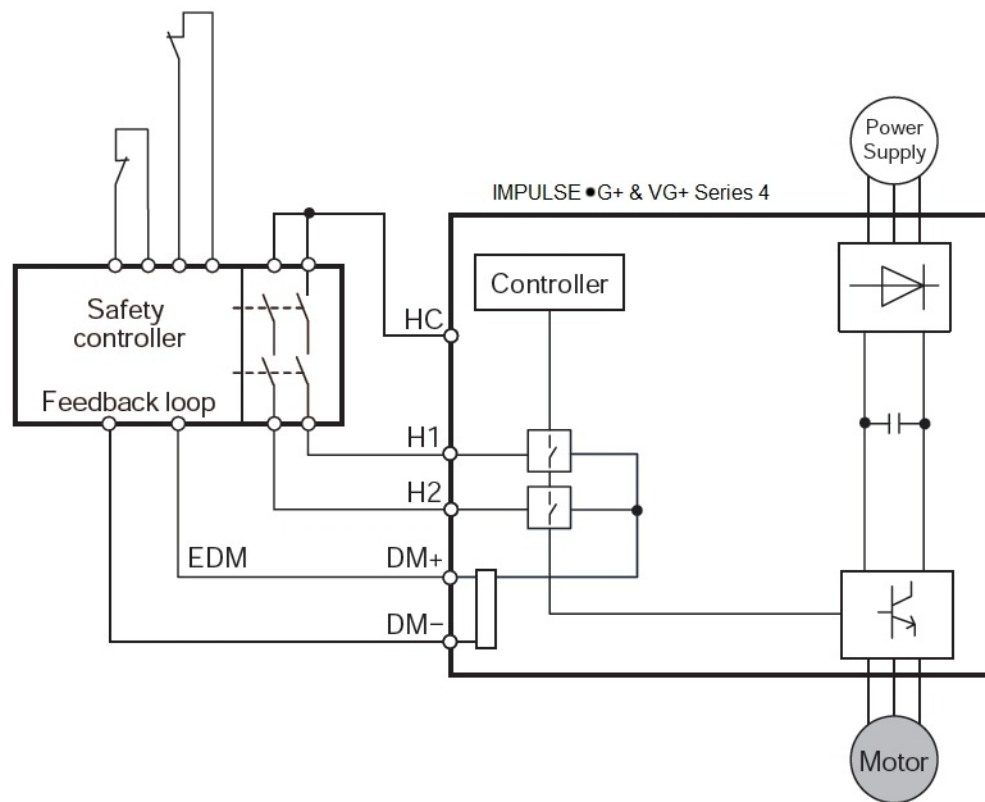 Power
Supply
IMPULSE●G+ & VG+ Series 4
Controller
Safety
controller
HC
Feedback loop
H1
H2
EDM
DM+
DM−
Motor